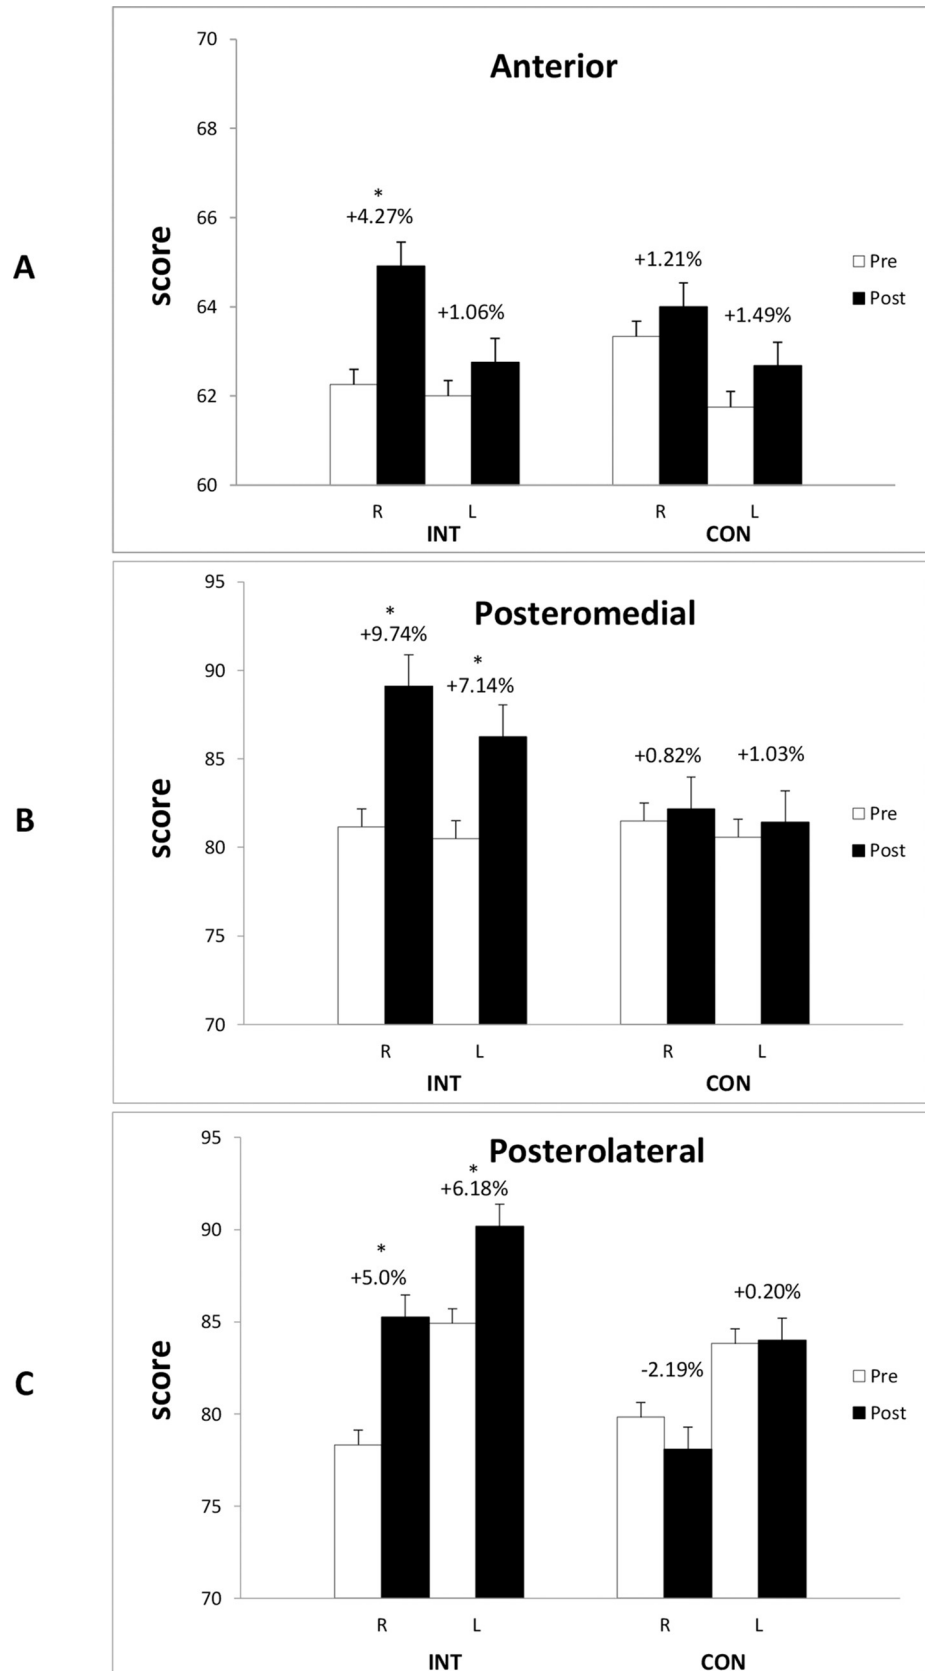 A
Anterior
score
70
68
66
64
62
60
*
+4.27%
+1.06%
+1.21%
+1.49%
Pre
Post
R L R L
INT CON
B
Posteromedial
score
95
90
85
80
75
70
*
+9.74%
*
+7.14%
+0.82%
+1.03%
Pre
Post
R L R L
INT CON
C
Posterolateral
score
95
90
85
80
75
70
*
+5.0%
*
+6.18%
-2.19%
+0.20%
Pre
Post
R L R L
INT CON